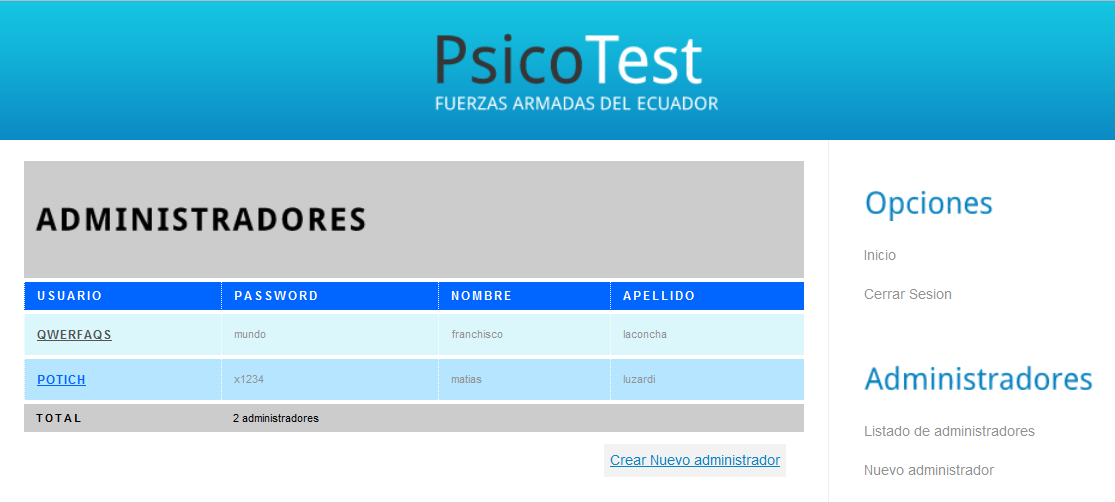 PsicoTest
FUERZAS ARMADAS DEL ECUADOR
ADMINISTRADORES
USUARIO PASSWORD NOMBRE APELLIDO
QWERFAQS mundo franchisco laconcha
POTICH x1234 matias luzardi
TOTAL 2 administradores
Crear Nuevo administrador
Opciones
Inicio
Cerrar Sesion
Administradores
Listado de administradores
Nuevo administrador